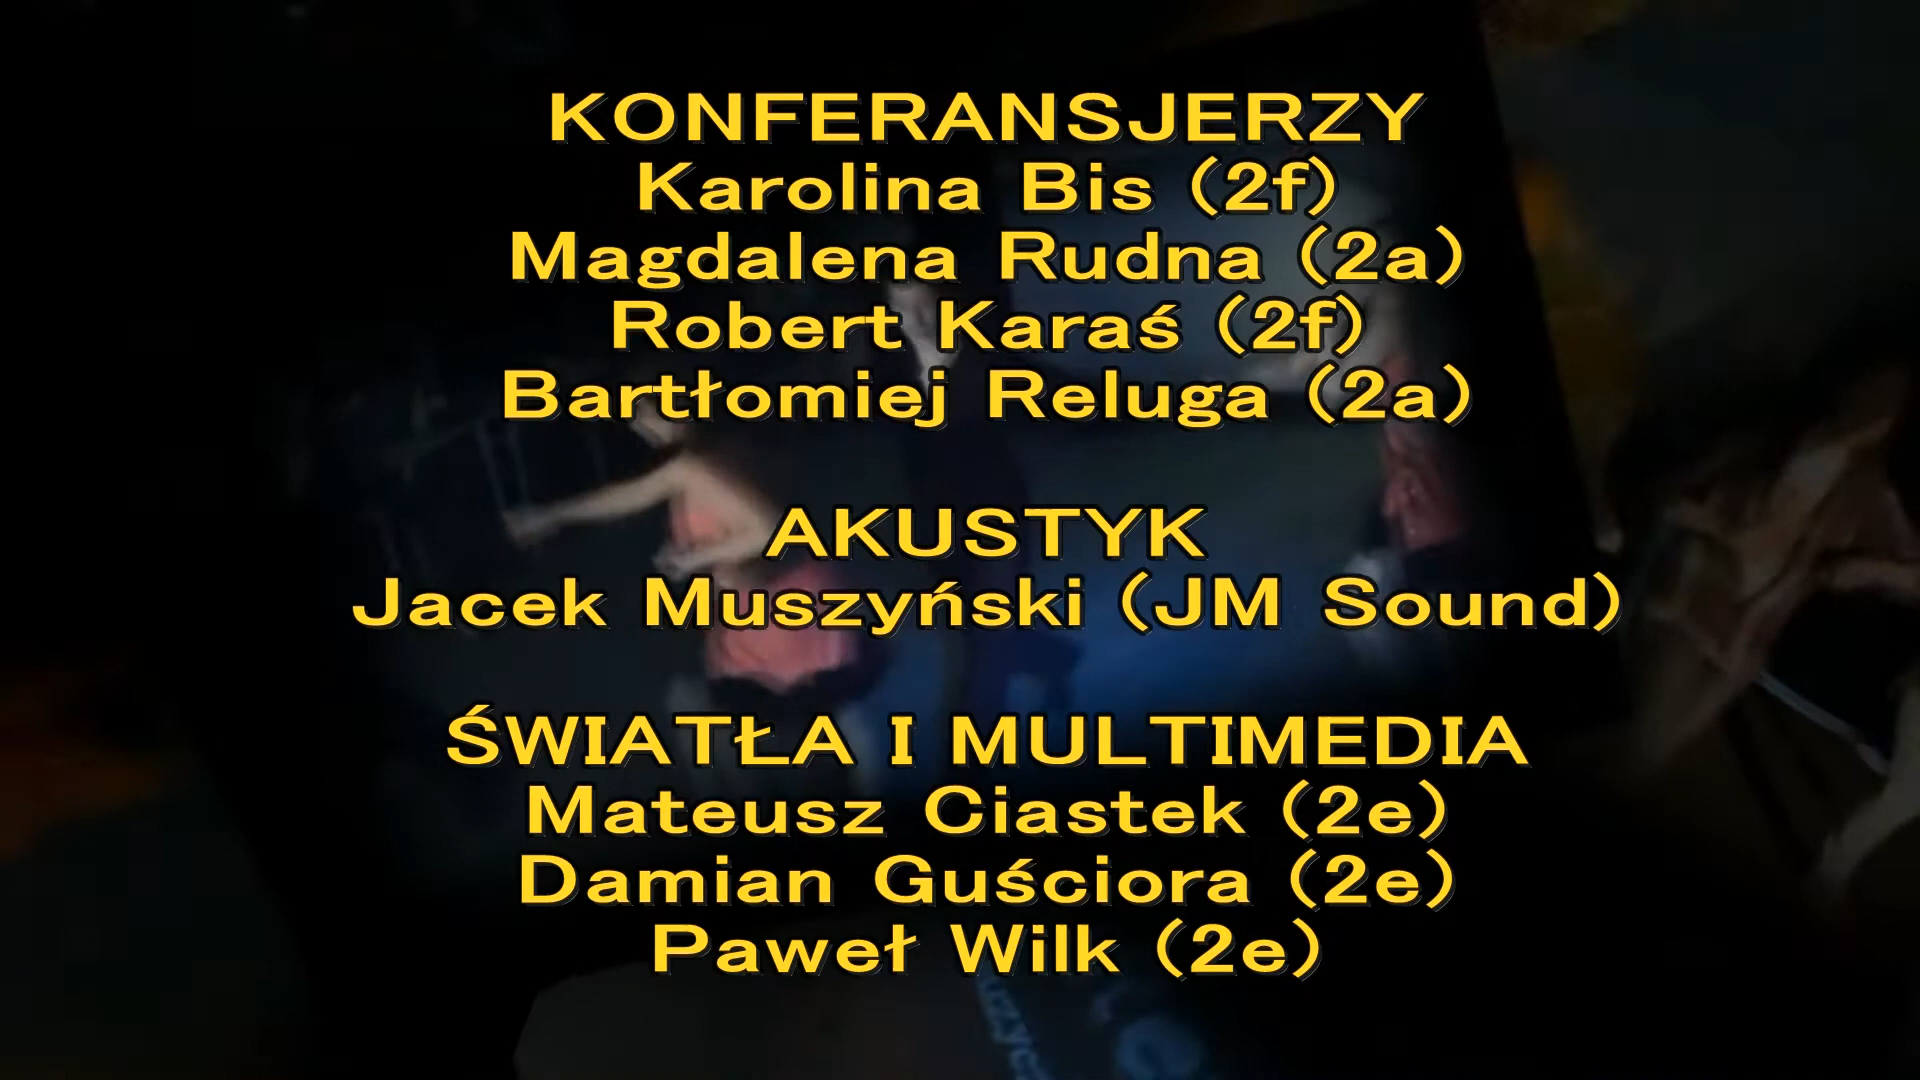 KONFERANSJERZY
Karolina Bis (2f)
Magdalena Rudna (2a)
Robert Karaś (2f)
Bartłomiej Reluga (2a)
AKUSTYK
Jacek Muszyński (JM Sound)
ŚWIATŁA I MULTIMEDIA
Mateusz Ciastek (2e)
Damian Guściora (2e)
Paweł Wilk (2e)